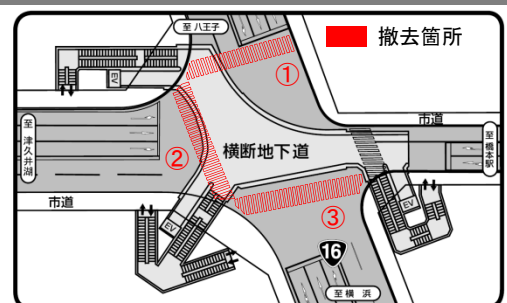 至 八王子
撤去箇所
①
EV
市道
至 津久井湖
②
横断地下道
至 橋本駅
市道
③
EV
EV
16
至 横 浜